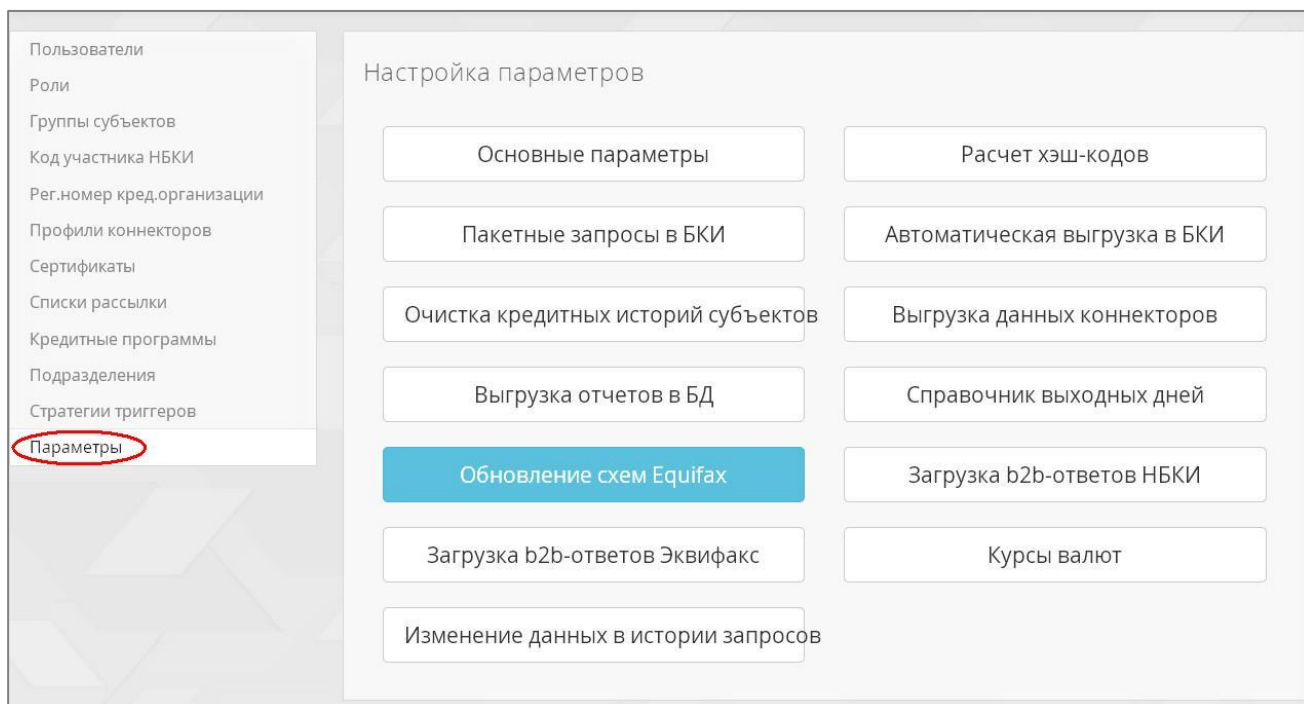 Пользователи
Роли
Группы субъектов
Код участника НБКИ
Рег.номер кред.организации
Профили коннекторов
Сертификаты
Списки рассылки
Кредитные программы
Подразделения
Стратегии триггеров
Параметры
Настройка параметров
Основные параметры
Расчет хэш-кодов
Пакетные запросы в БКИ
Автоматическая выгрузка в БКИ
Очистка кредитных историй субъектов
Выгрузка данных коннекторов
Выгрузка отчетов в БД
Справочник выходных дней
Обновление схем Equifax
Загрузка b2b-ответов НБКИ
Загрузка b2b-ответов Эквифакс
Курсы валют
Изменение данных в истории запросов